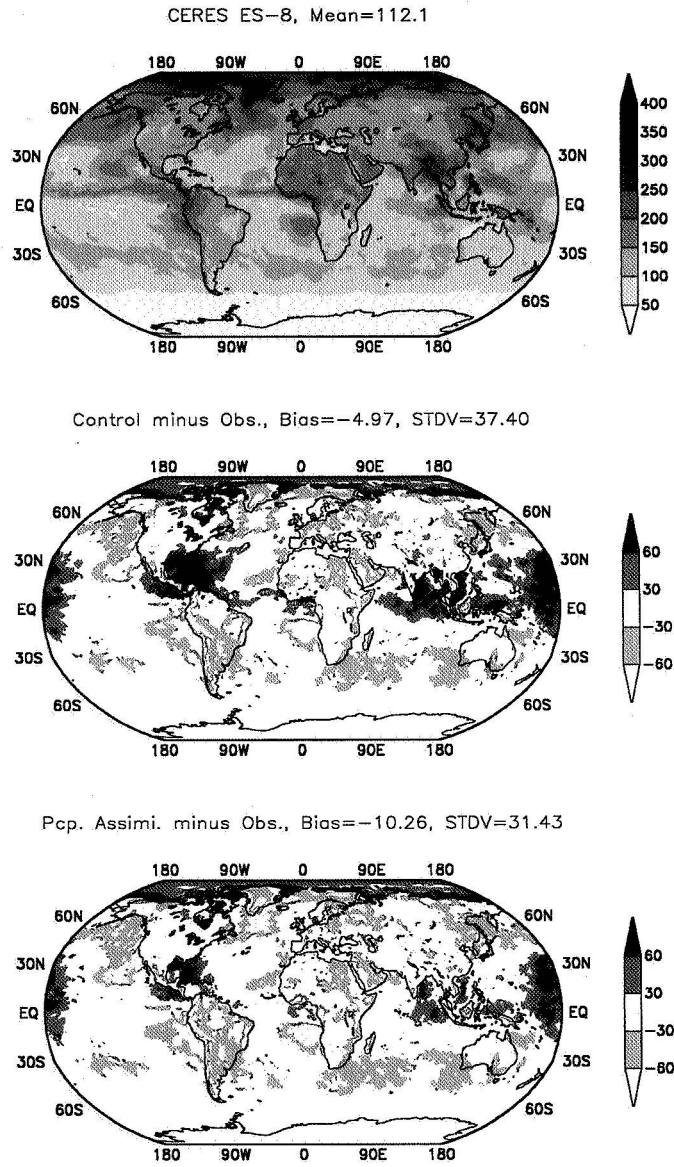 CERES ES-8, Mean=112.1
180 90W 0 90E 180
60N 60N
30N 30N
EQ EQ
30S 30S
60S 60S
180 90W 0 90E 180
400
350
300
250
200
150
100
50
Control minus Obs., Bias=-4.97, STDV=37.40
180 90W 0 90E 180
60N 60N
30N 30N
EQ EQ
30S 30S
60S 60S
180 90W 0 90E 180
60
30
-30
-60
Pcp. Assimi. minus Obs., Bias=-10.26, STDV=31.43
180 90W 0 90E 180
60N 60N
30N 30N
EQ EQ
30S 30S
60S 60S
180 90W 0 90E 180
60
30
-30
-60